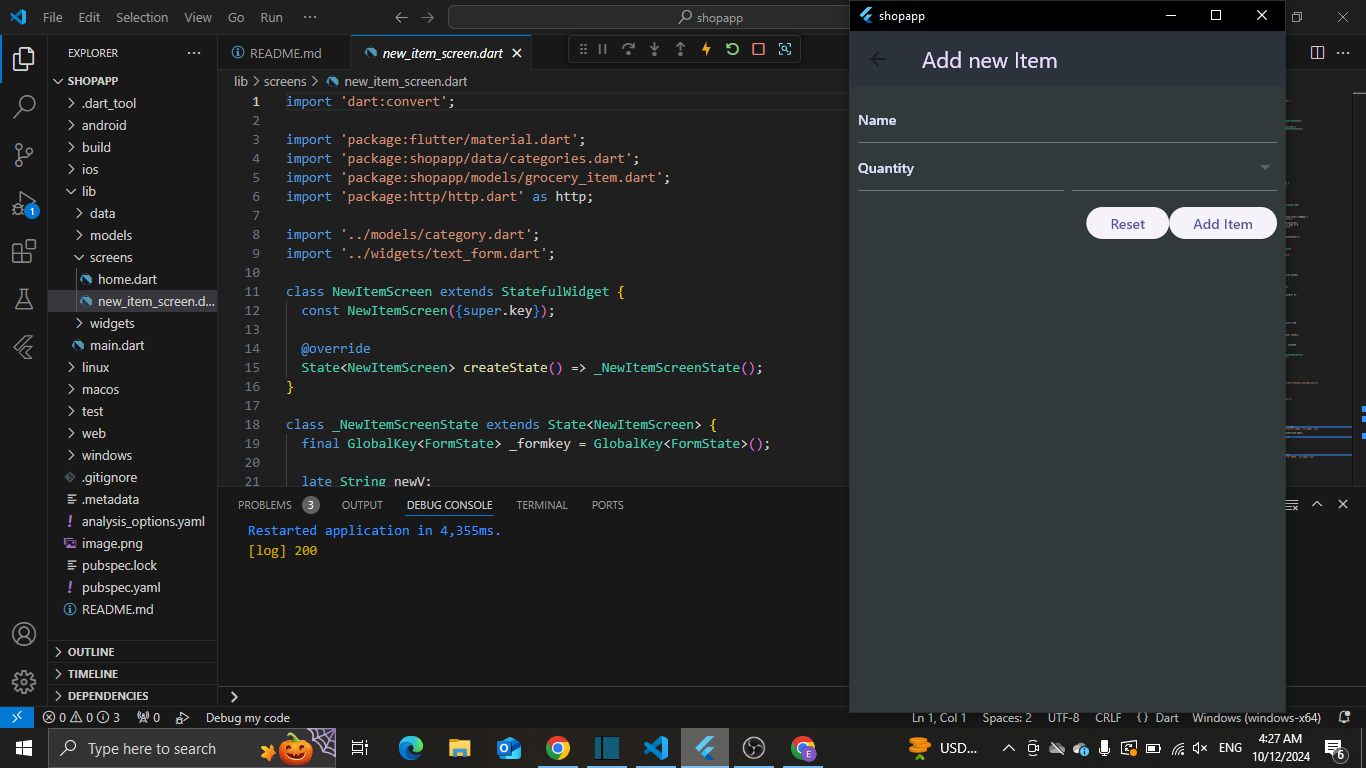 File Edit Selection View Go Run ··· shopapp
shopapp
EXPLORER ···
README.md
new_item_screen.dart
SHOPAPP
.dart_tool
android
build
ios
lib
data
models
screens
home.dart
new_item_screen.d...
widgets
main.dart
linux
macos
test
web
windows
.gitignore
.metadata
analysis_options.yaml
image.png
pubspec.lock
pubspec.yaml
README.md
OUTLINE
TIMELINE
DEPENDENCIES
1
lib > screens > new_item_screen.dart
1 import 'dart:convert';
2
3 import 'package:flutter/material.dart';
4 import 'package:shopapp/data/categories.dart';
5 import 'package:shopapp/models/grocery_item.dart';
6 import 'package:http/http.dart' as http;
7
8 import '../models/category.dart';
9 import '../widgets/text_form.dart';
10
11 class NewItemScreen extends StatefulWidget {
12 const NewItemScreen({super.key});
13
14 @override
15 State<NewItemScreen> createState() => _NewItemScreenState();
16 }
17
18 class _NewItemScreenState extends State<NewItemScreen> {
19 final GlobalKey<FormState> _formkey = GlobalKey<FormState>();
20
21 late String newV;
PROBLEMS 3 OUTPUT DEBUG CONSOLE TERMINAL PORTS
Restarted application in 4,355ms.
[log] 200
Add new Item
Name
Quantity
Reset Add Item
0 0 3 0 Debug my code Ln 1, Col 1 Spaces: 2 UTF-8 CRLF {} Dart Windows (windows-x64)
Type here to search
E
USD...
ENG
4:27 AM
10/12/2024
6